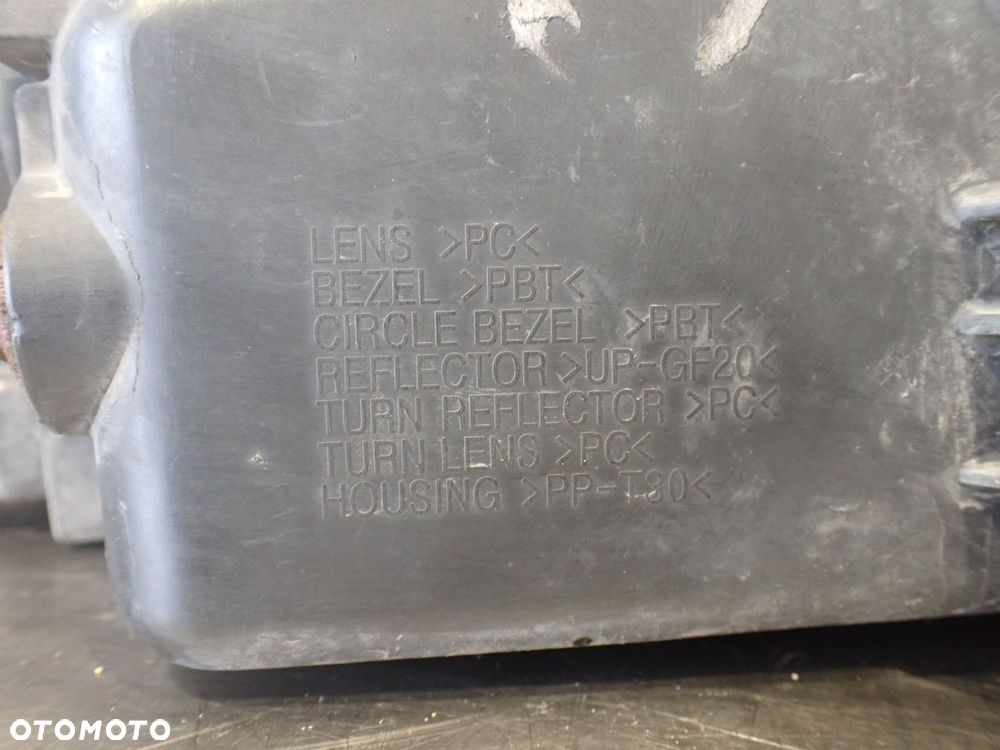 LENS >PC<
BEZEL >PBT<
CIRCLE BEZEL >PBT<
REFLECTOR >UP-GF20<
TURN REFLECTOR >PC<
TURN LENS >PC<
HOUSING >PP-T30<
OTOMOTO